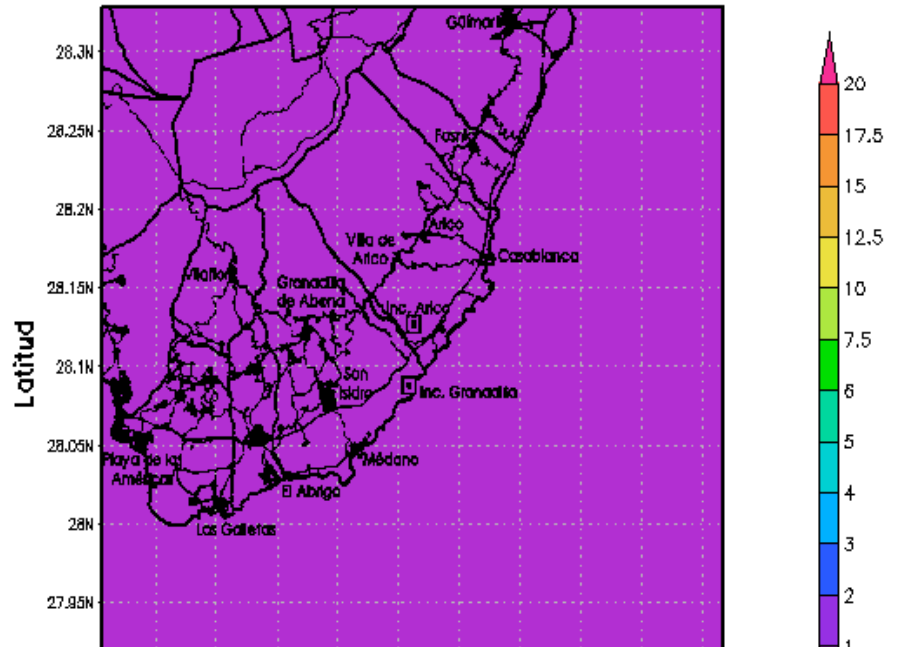 Güímar
28.3N
28.25N
Fasnia
28.2N
Arico
Villa de
Arico
Casablanca
Vilaflor
28.15N
Granadilla
de Abona
Inc. Arico
28.1N
San
Isidro
Inc. Granadilla
28.05N
Playa de las
Américas
Médano
Abrigo
28N
Las Galletas
27.95N
Latitud
20
17.5
15
12.5
10
7.5
6
5
4
3
2
1